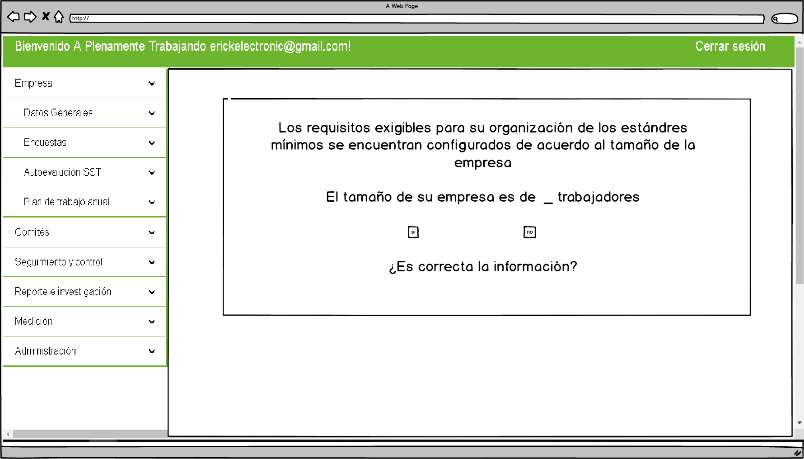 A Web Page
http://
Bienvenido A Plenamente Trabajando erickelectronic@gmail.com!
Cerrar sesión
Empresa
Datos Generales
Encuestas
Autoevalución SST
Plan de trabajo anual
Comités
Seguimiento y control
Reporte e investigación
Medición
Administración
Los requisitos exigibles para su organización de los estándres
mínimos se encuentran configurados de acuerdo al tamaño de la
empresa
El tamaño de su empresa es de _ trabajadores
si
no
¿Es correcta la información?